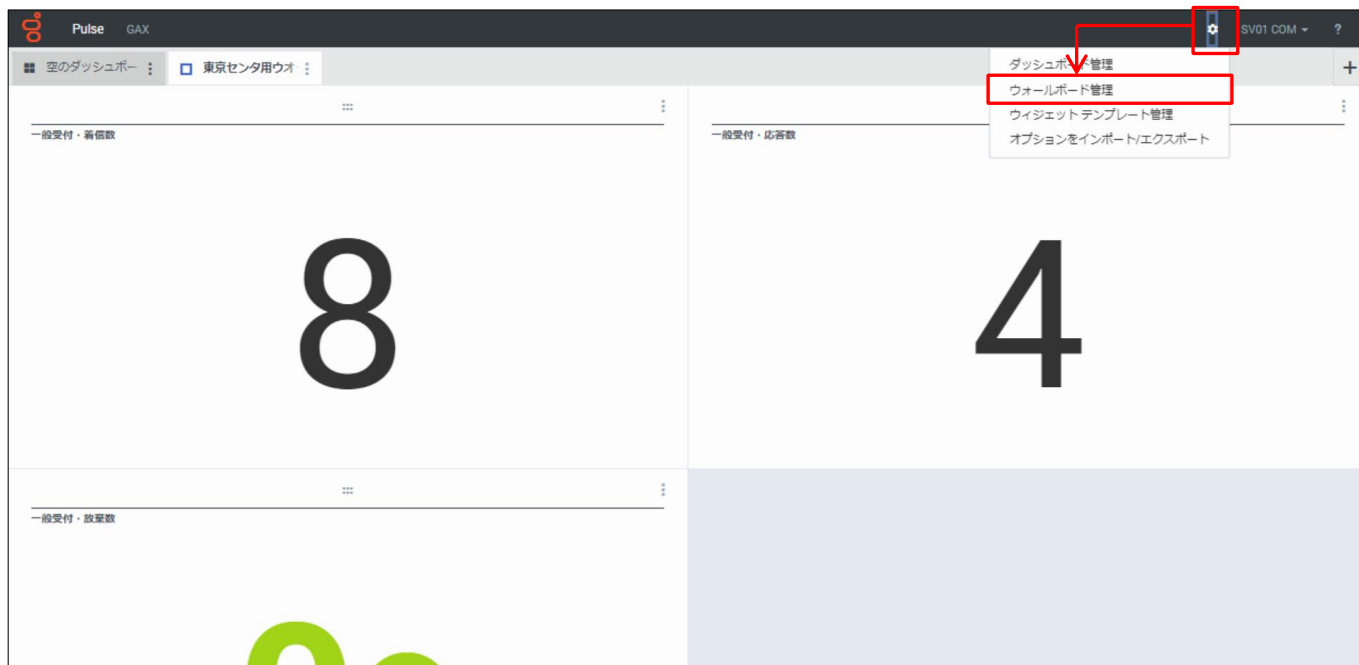 Pulse GAX SV01 COM ?
空のダッシュボー 東京センタ用ウオ +
ダッシュボード管理
ウォールボード管理
ウィジェット テンプレート管理
オプションをインポート/エクスポート
一般受付・着信数
一般受付・応答数
8
4
一般受付・放棄数